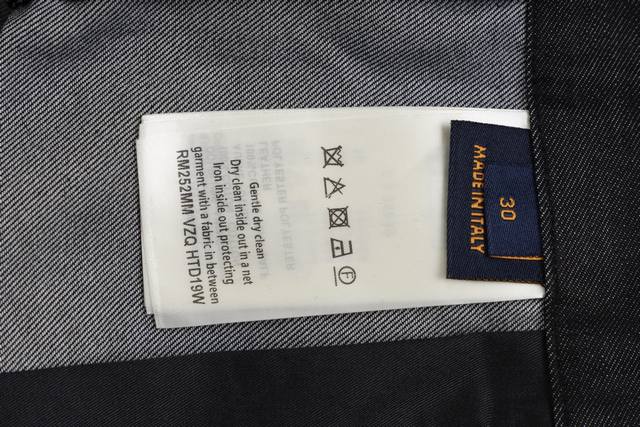 Gentle dry clean
Dry clean inside out in a net
Iron inside out protecting
garment with a fabric in between
RM252MM VZQ HTD19W
MADE IN ITALY
30